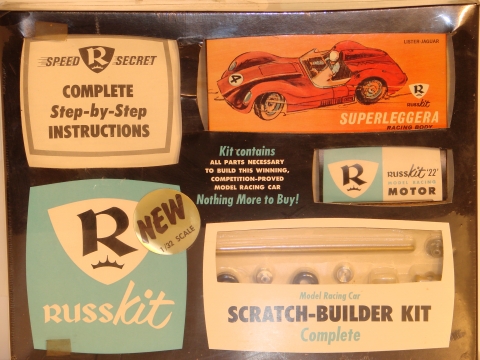 SPEED R SECRET
COMPLETE
Step-by-Step
INSTRUCTIONS
LISTER-JAGUAR
4
R
russkit
SUPERLEGGERA
RACING BODY
Kit contains
ALL PARTS NECESSARY
TO BUILD THIS WINNING,
COMPETITION-PROVED
MODEL RACING CAR
Nothing More to Buy!
R
russkit '22'
MODEL RACING
MOTOR
R
russkit
NEW
1/32 SCALE
Model Racing Car
SCRATCH-BUILDER KIT
Complete